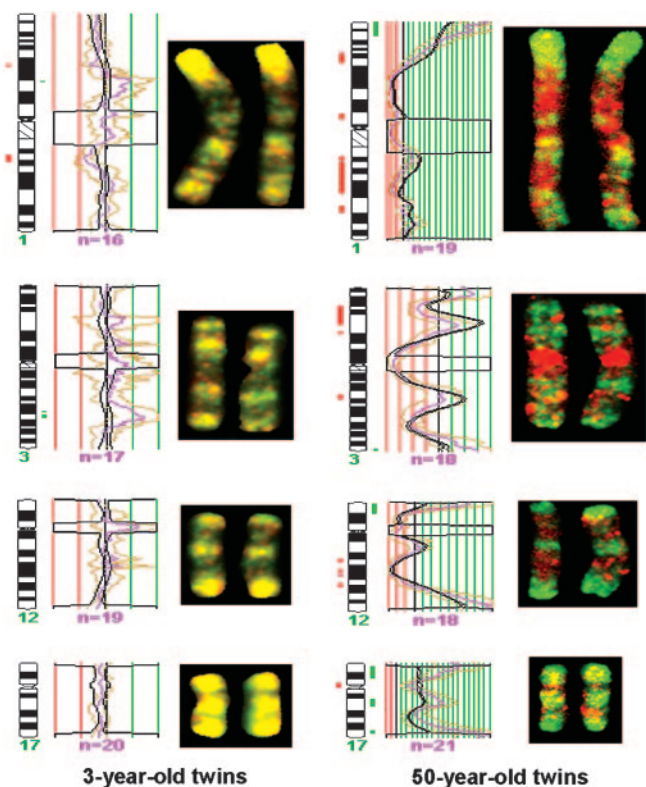 1 n=16
1 n=19
3 n=17
3 n=18
12 n=19
12 n=18
17 n=20
17 n=21
3-year-old twins 50-year-old twins